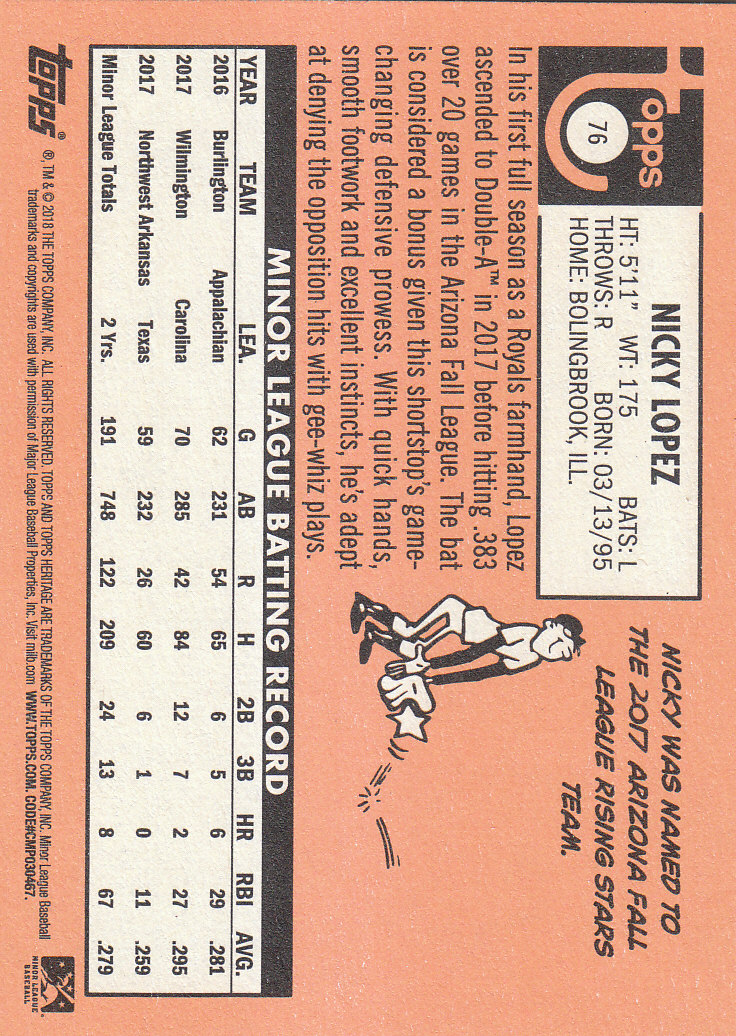 topps
76
NICKY LOPEZ
HT: 5'11" WT: 175 BATS: L
THROWS: R BORN: 03/13/95
HOME: BOLINGBROOK, ILL.
NICKY WAS NAMED TO
THE 2017 ARIZONA FALL
LEAGUE RISING STARS
TEAM.
In his first full season as a Royals farmhand, Lopez
ascended to Double-A™ in 2017 before hitting .383
over 20 games in the Arizona Fall League. The bat
is considered a bonus given this shortstop's game-
changing defensive prowess. With quick hands,
smooth footwork and excellent instincts, he's adept
at denying the opposition hits with gee-whiz plays.
MINOR LEAGUE BATTING RECORD
YEAR TEAM LEA. G AB R H 2B 3B HR RBI AVG.
2016 Burlington Appalachian 62 231 54 65 6 5 6 29 .281
2017 Wilmington Carolina 70 285 42 84 12 7 2 27 .295
2017 Northwest Arkansas Texas 59 232 26 60 6 1 0 11 .259
Minor League Totals 2 Yrs. 191 748 122 209 24 13 8 67 .279
topps®
®, TM & © 2018 THE TOPPS COMPANY, INC. ALL RIGHTS RESERVED. TOPPS AND TOPPS HERITAGE ARE TRADEMARKS OF THE TOPPS COMPANY, INC. Minor League Baseball
trademarks and copyrights are used with permission of Major League Baseball Properties, Inc. Visit milb.com WWW.TOPPS.COM. CODE#CMP030467.
MINOR LEAGUE
BASEBALL